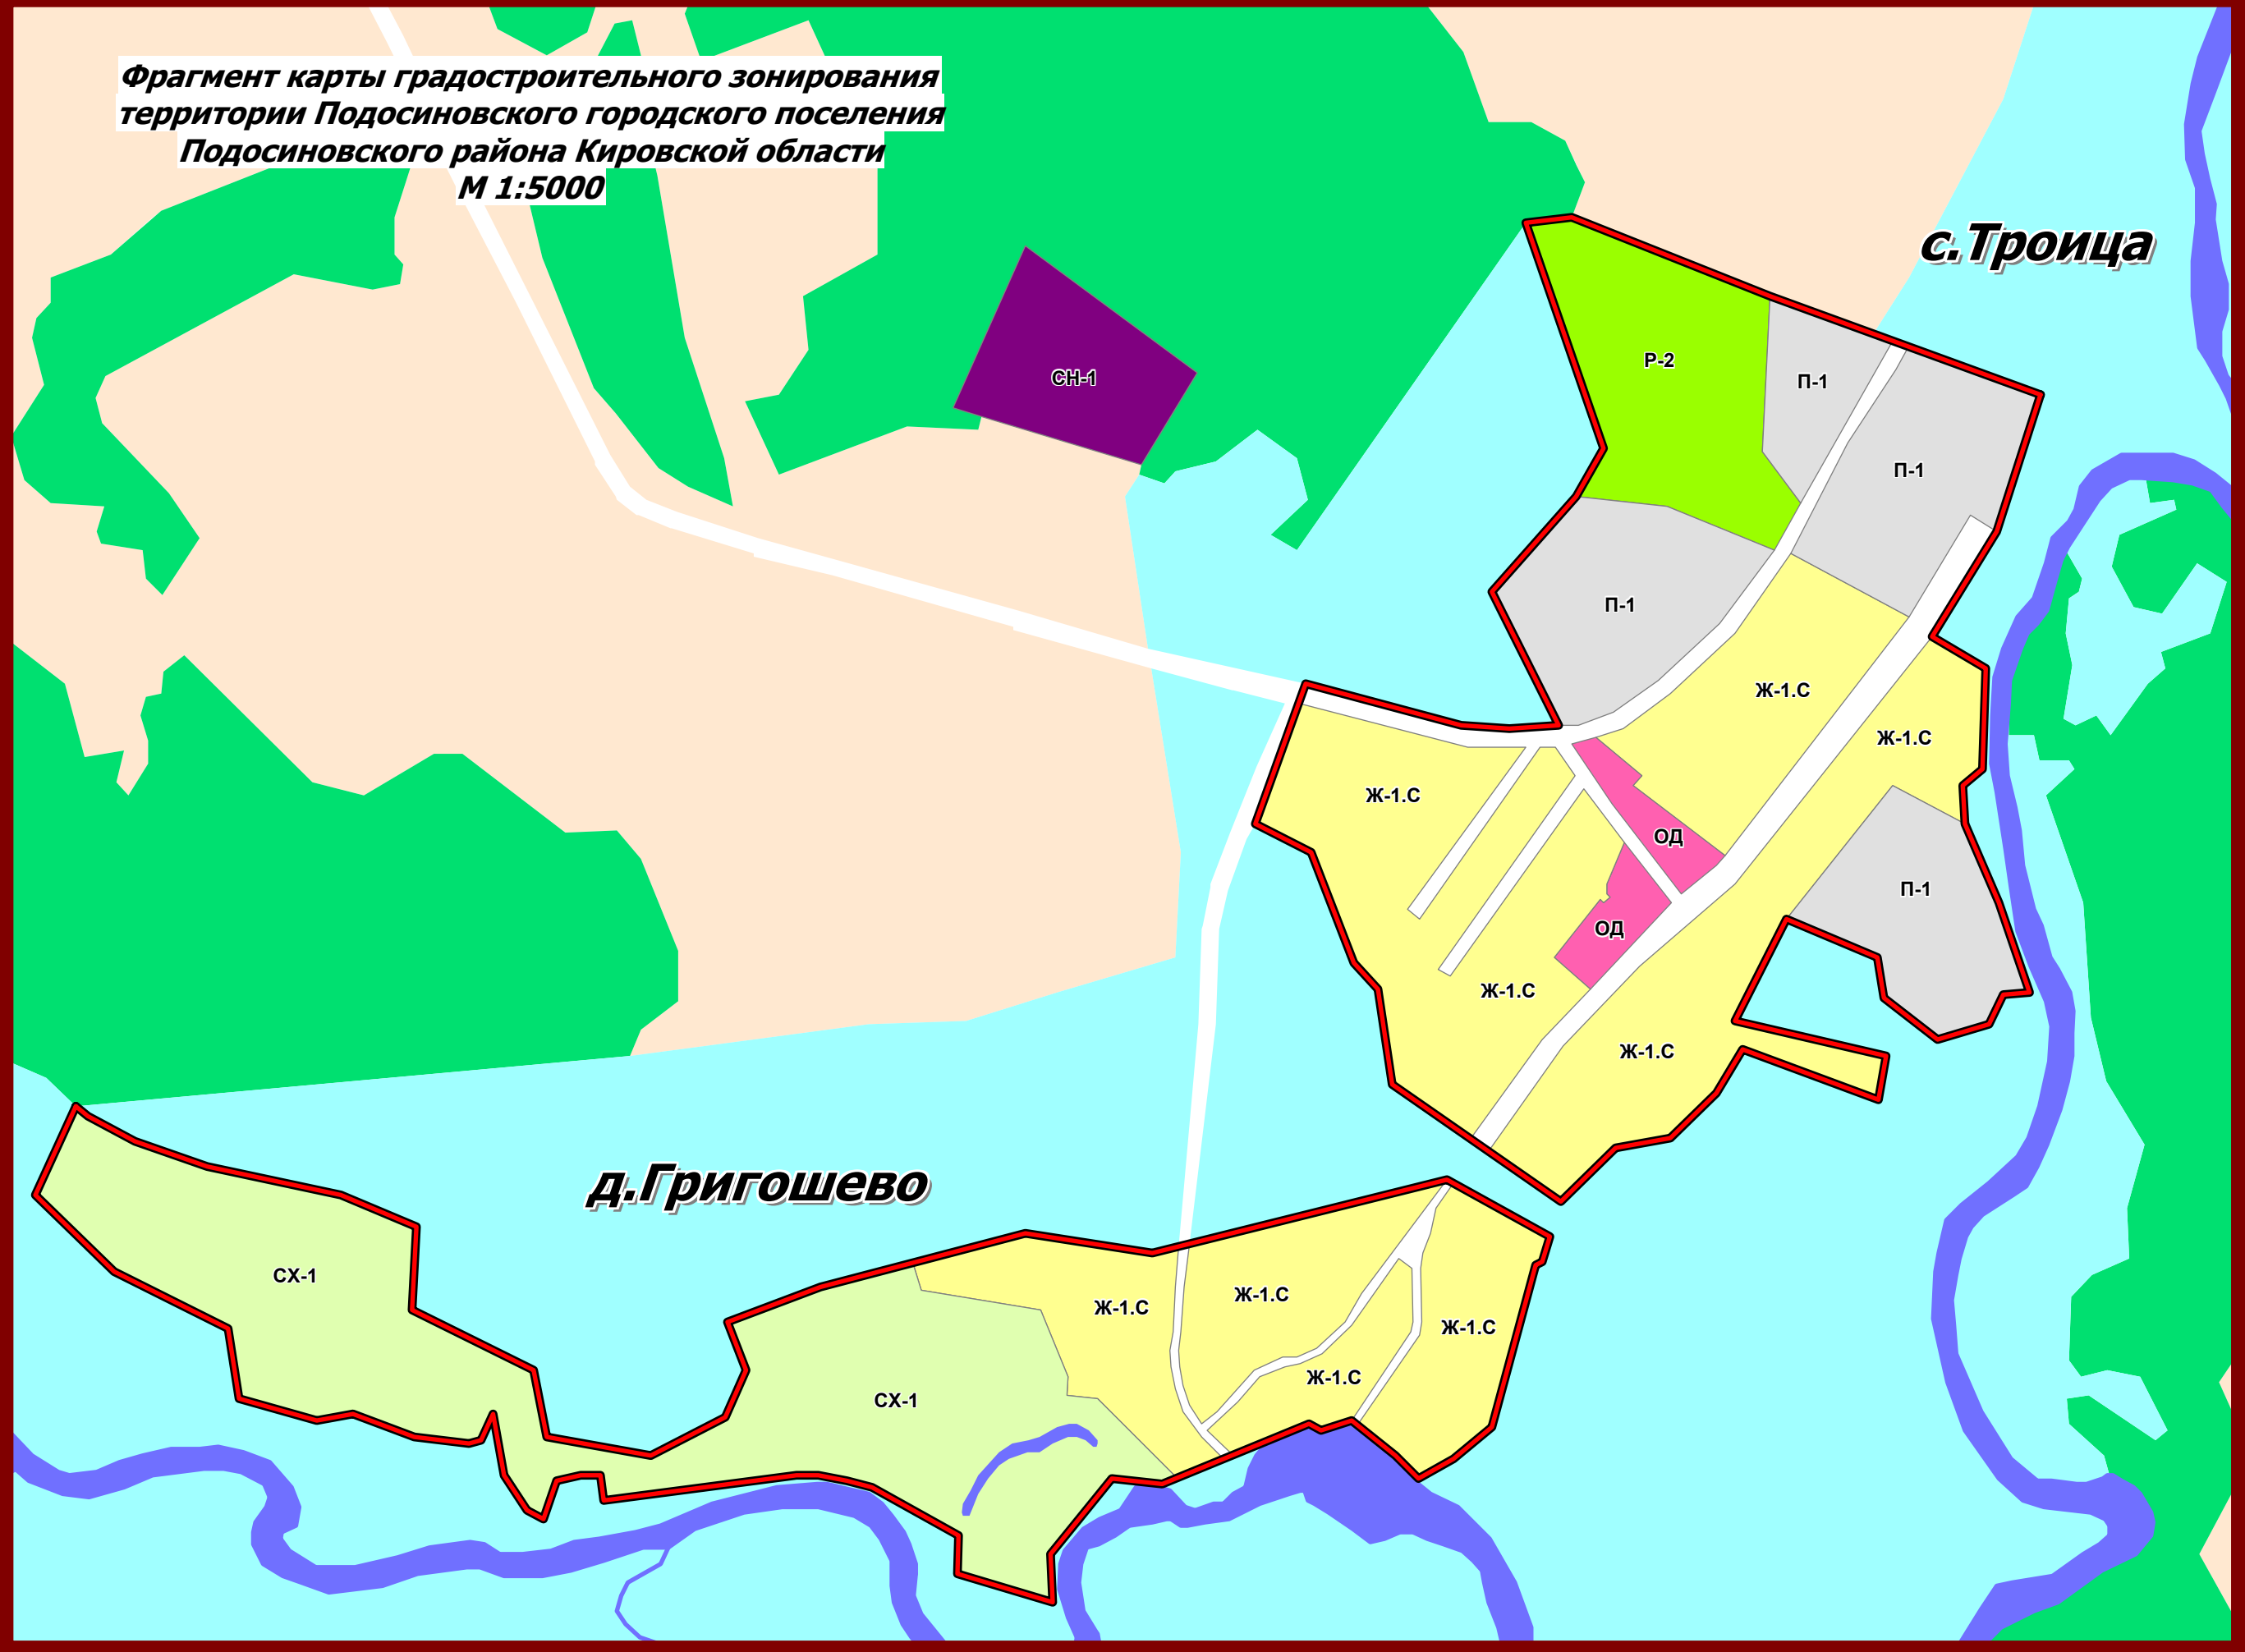 Фрагмент карты градостроительного зонирования
территории Подосиновского городского поселения
Подосиновского района Кировской области
М 1:5000
с.Троица
Р-2
СН-1
П-1
П-1
П-1
Ж-1.С
Ж-1.С
Ж-1.С
ОД
П-1
ОД
Ж-1.С
Ж-1.С
д.Григошево
СХ-1
Ж-1.С
Ж-1.С
Ж-1.С
Ж-1.С
СХ-1